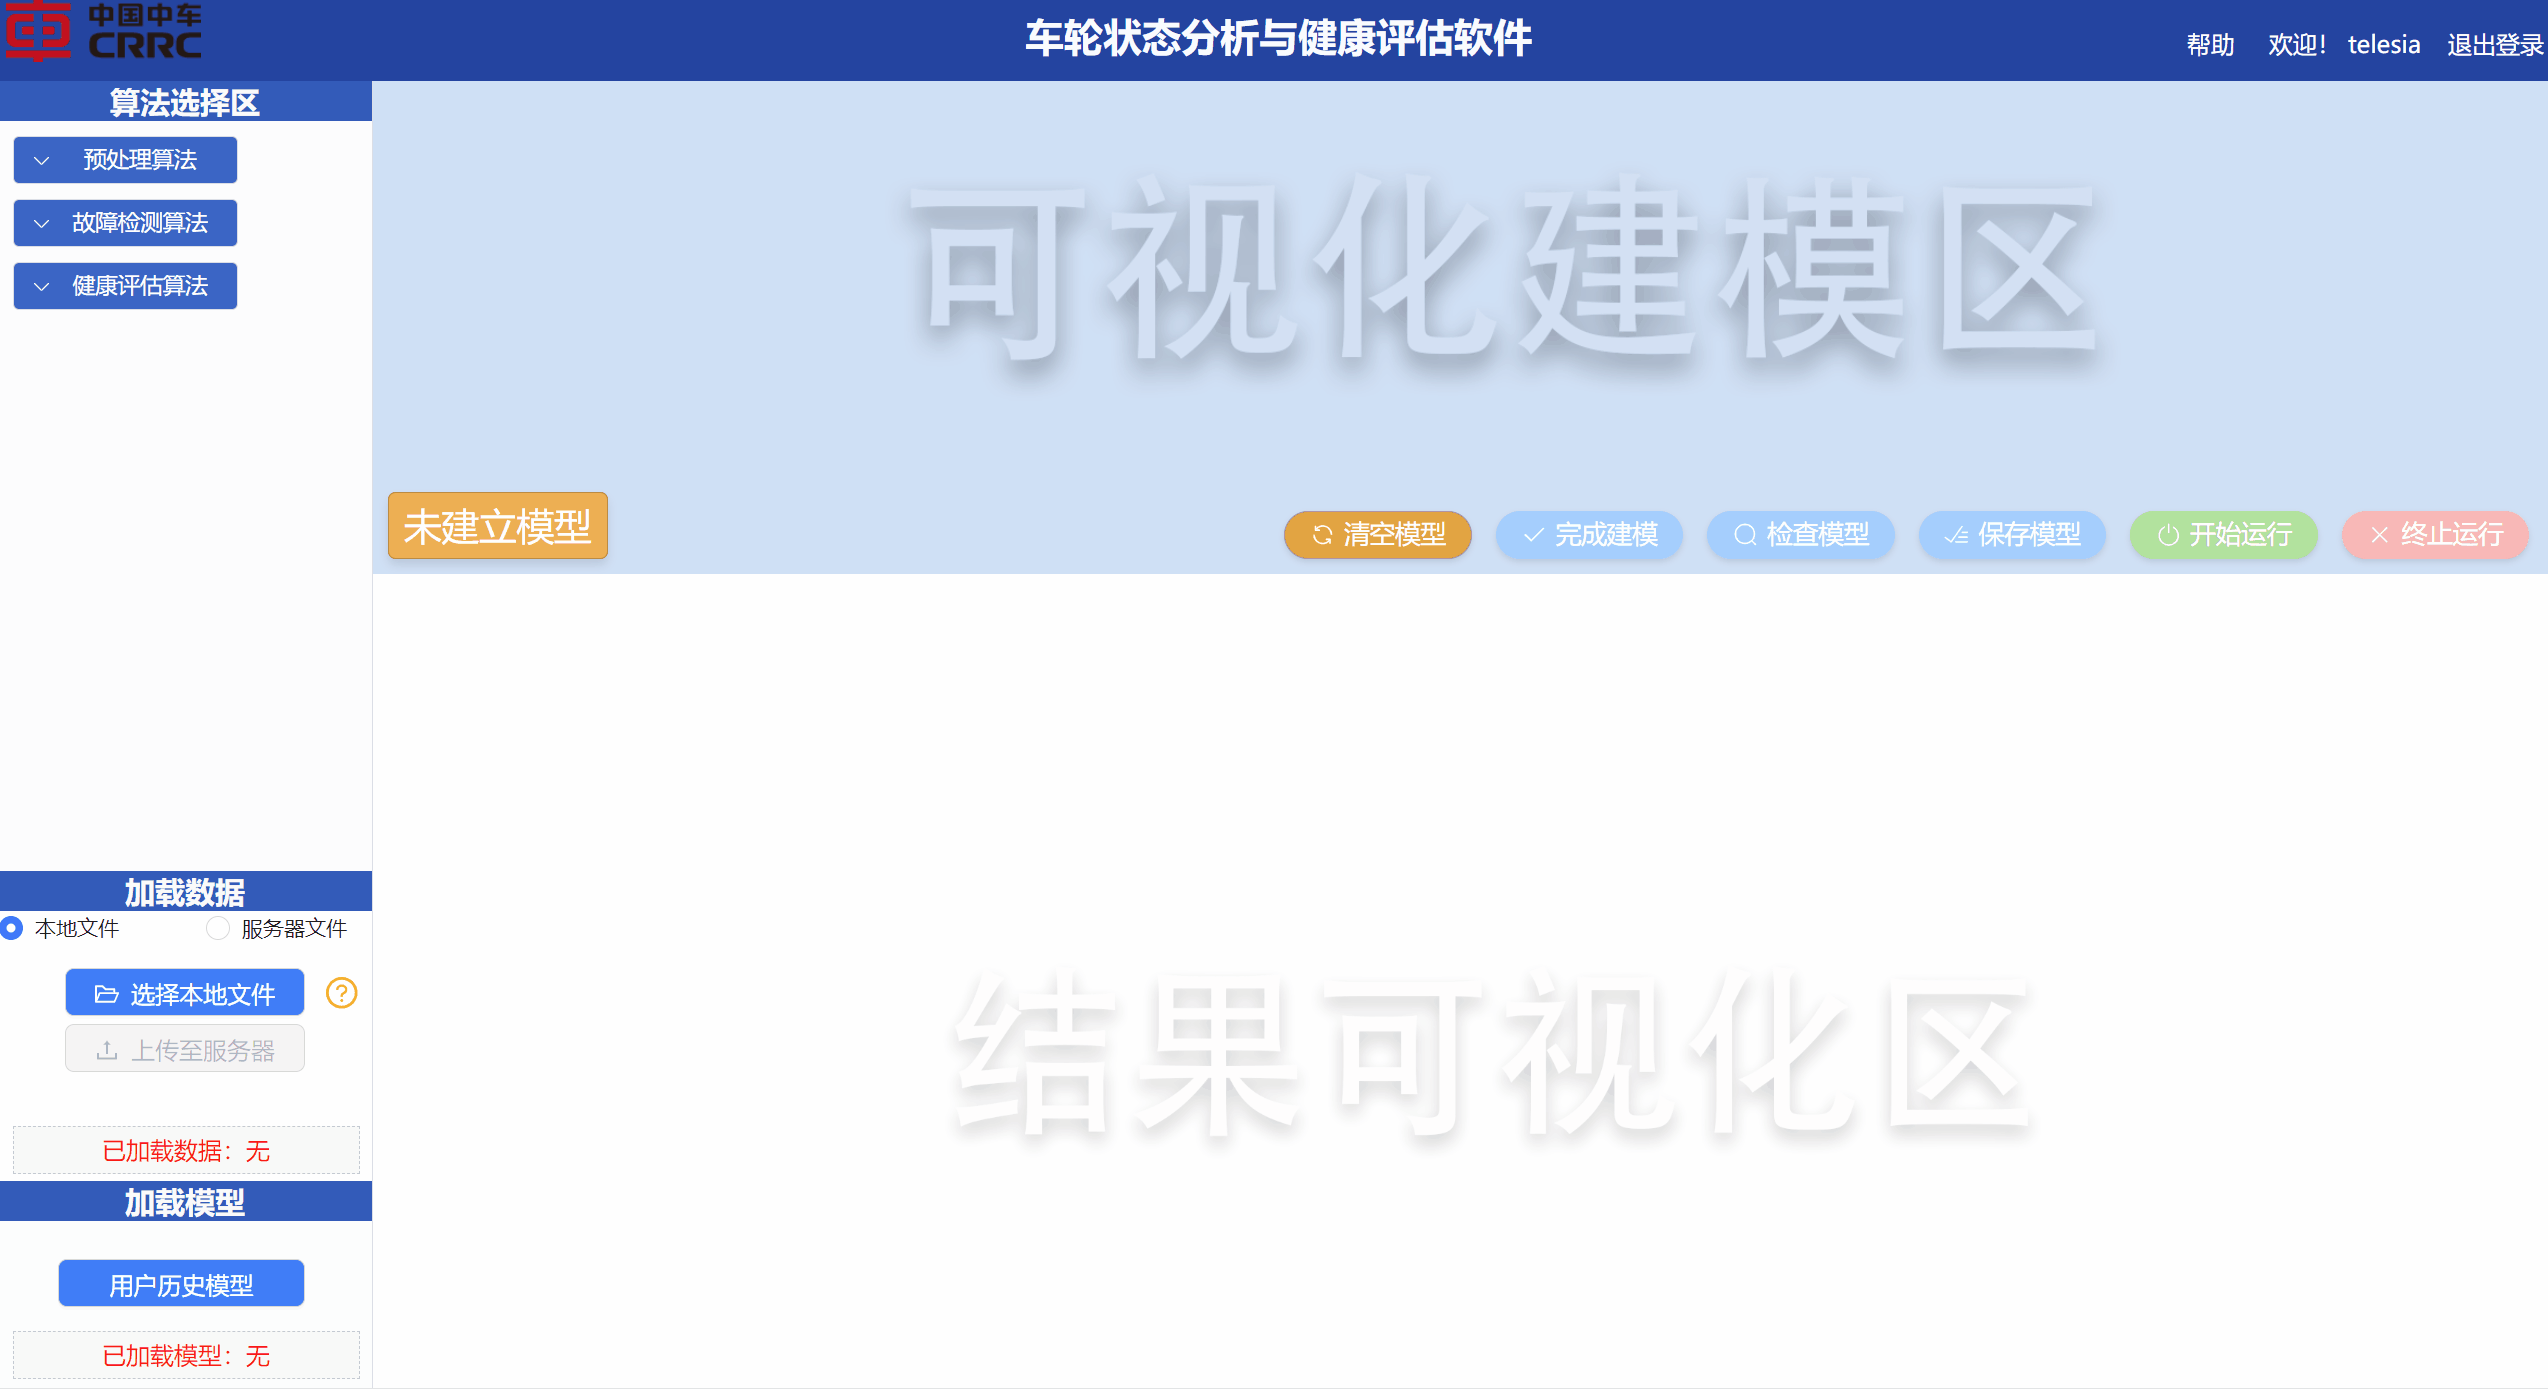 中国中车
CRRC
车轮状态分析与健康评估软件
帮助 欢迎! telesia 退出登录
算法选择区
预处理算法
故障检测算法
健康评估算法
可视化建模区
未建立模型
清空模型 完成建模 检查模型 保存模型 开始运行 终止运行
加载数据
本地文件 服务器文件
选择本地文件 ?
上传至服务器
已加载数据：无
加载模型
用户历史模型
已加载模型：无
结果可视化区